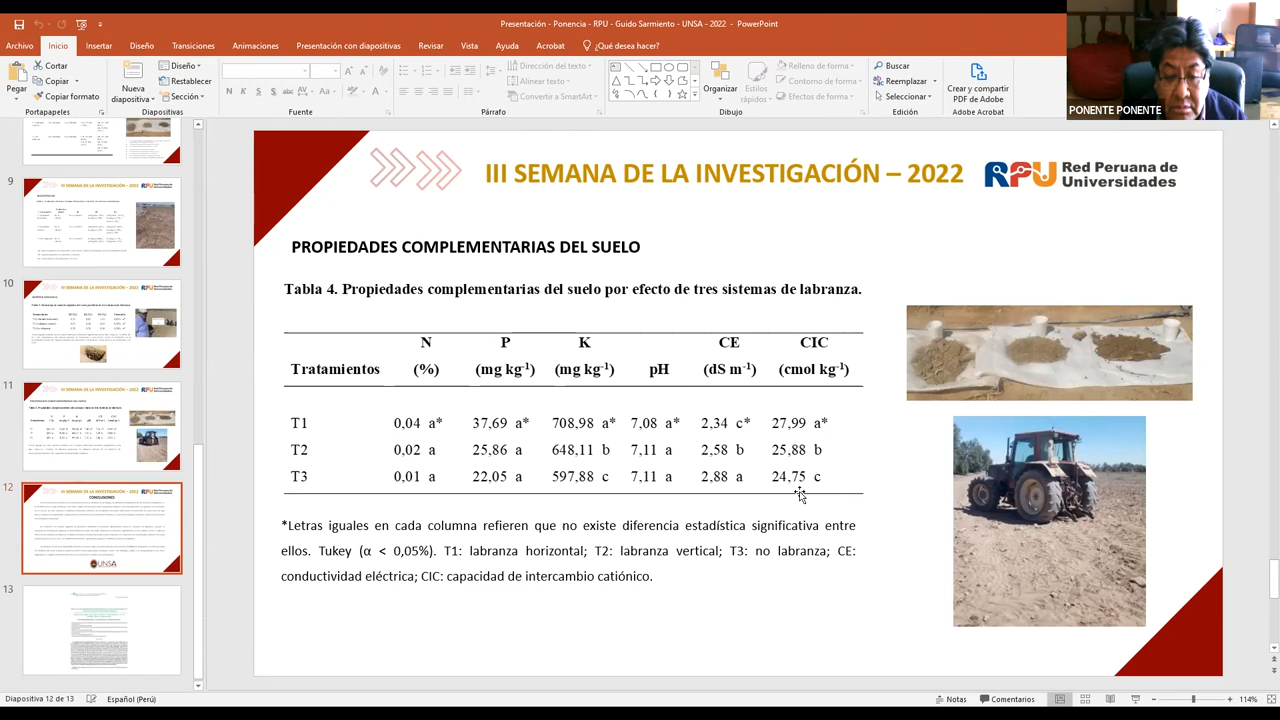 Presentación - Ponencia - RPU - Guido Sarmiento - UNSA - 2022 - PowerPoint
Archivo Inicio Insertar Diseño Transiciones Animaciones Presentación con diapositivas Revisar Vista Ayuda Acrobat ¿Qué desea hacer?
Pegar
Cortar
Copiar
Copiar formato
Portapapeles
Nueva diapositiva
Diseño
Restablecer
Sección
Diapositivas
N K S
Fuente
Dirección del texto
Alinear texto
Convertir a SmartArt
Párrafo
Organizar
Estilos rápidos
Relleno de forma
Contorno de forma
Efectos de forma
Dibujo
Buscar
Reemplazar
Seleccionar
Edición
Crear y compartir PDF de Adobe
Adobe Acrobat
PONENTE PONENTE
9
10
11
12
13
III SEMANA DE LA INVESTIGACIÓN – 2022
RPU Red Peruana de
Universidades
PROPIEDADES COMPLEMENTARIAS DEL SUELO
Tabla 4. Propiedades complementarias del suelo por efecto de tres sistemas de labranza.
N P K CE CIC
Tratamientos (%) (mg kg-1) (mg kg-1) pH (dS m-1) (cmol kg-1)
T1 0,04 a* a* a* 7,08 a*
T2 0,02 a 25,86 a 648,11 b 7,11 a 2,58 b 25,88 b
T3 0,01 a 22,05 a 597,88 c 7,11 a 2,88 a 24,75 c
*Letras iguales en cada columna refieren que no existe diferencia estadística significativa entre
ellos. Tukey (α < 0,05%). T1: labranza horizontal; T2: labranza vertical; T3: no labranza; CE:
conductividad eléctrica; CIC: capacidad de intercambio catiónico.
Diapositiva 12 de 13 Español (Perú) Notas Comentarios 114%